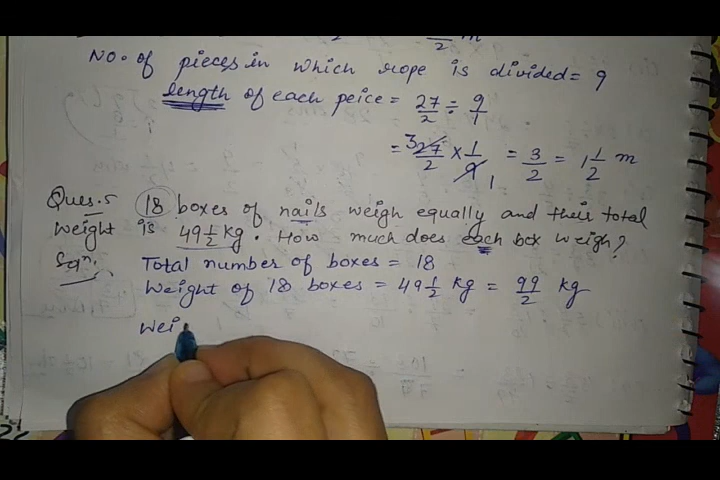 2 m
No. of pieces in which rope is divided = 9
length of each peice = 27/2 ÷ 9/1
= 3 27/2 × 1/9 1 = 3/2 = 1 1/2 m
Ques.5 18 boxes of nails weigh equally and their total
weight is 49 1/2 kg. How much does each box weigh?
Total number of boxes = 18
Weight of 18 boxes = 49 1/2 kg = 99/2 kg
Wei